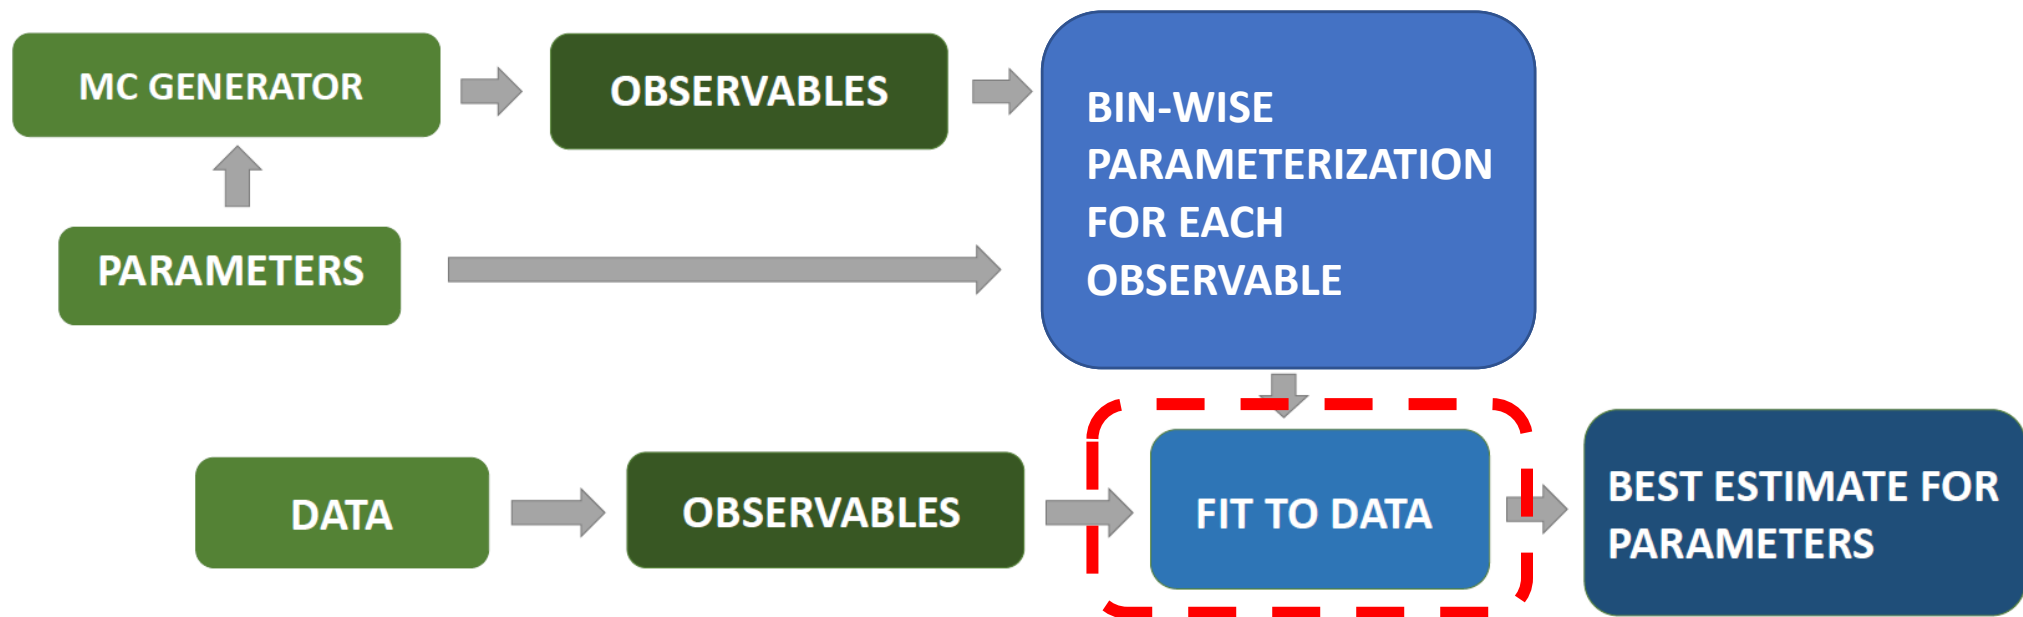 MC GENERATOR
OBSERVABLES
BIN-WISE
PARAMETERIZATION
FOR EACH
OBSERVABLE
PARAMETERS
DATA
OBSERVABLES
FIT TO DATA
BEST ESTIMATE FOR
PARAMETERS